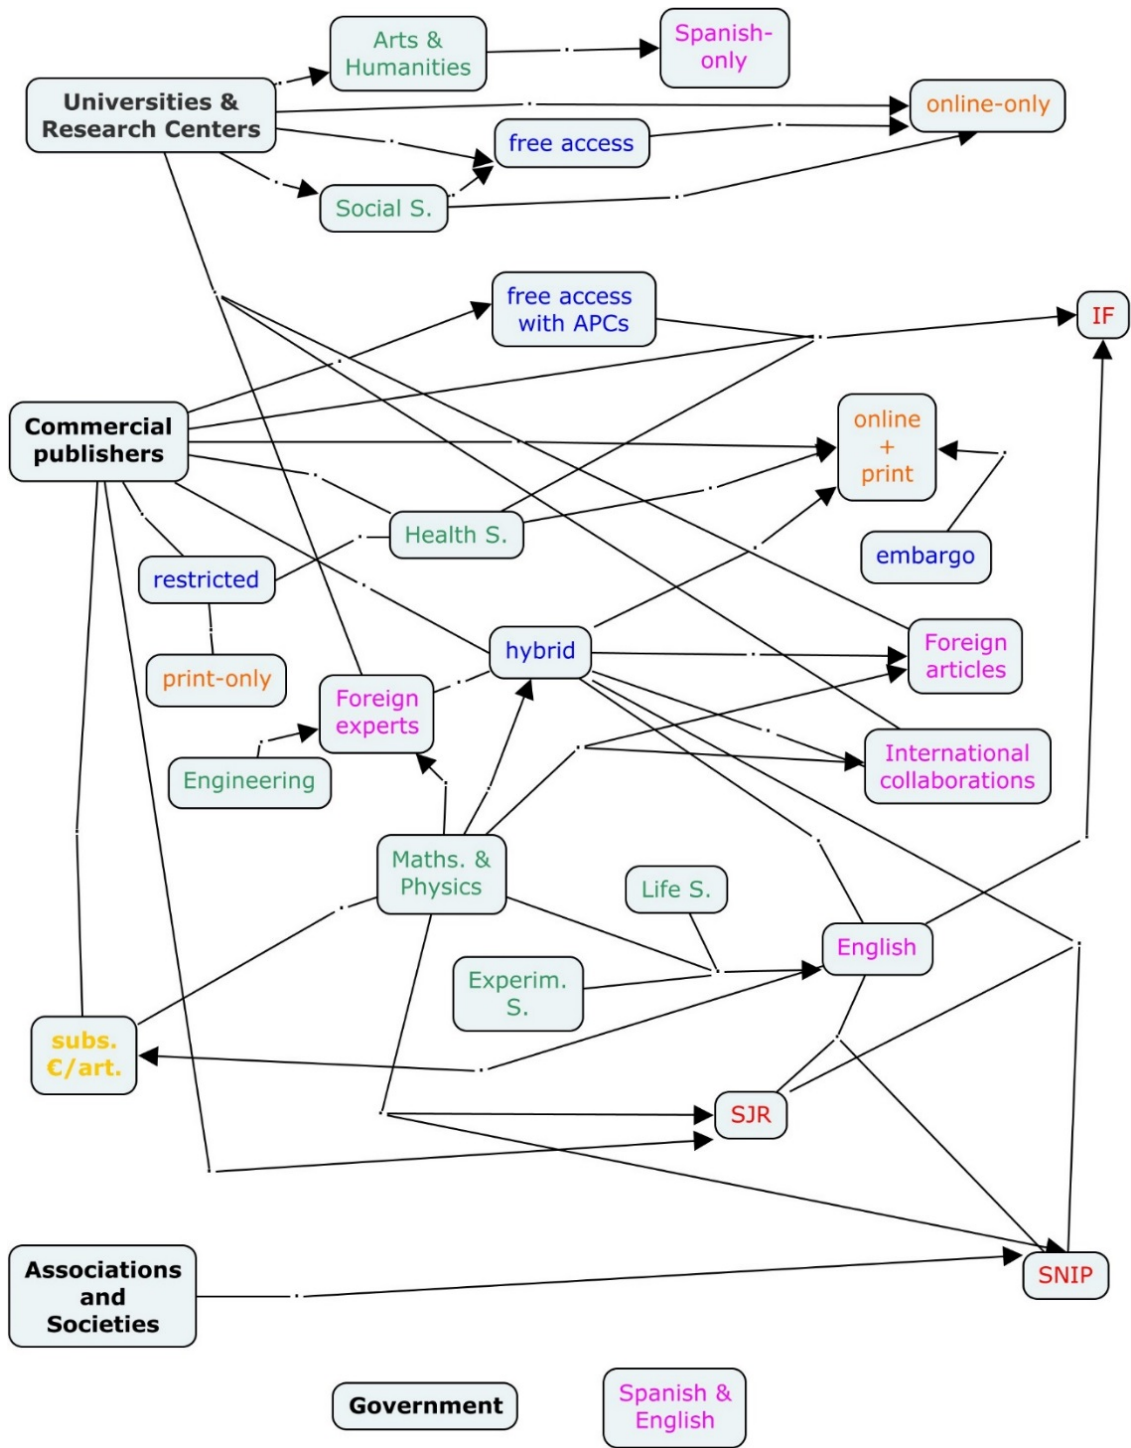 Arts &
Humanities
Spanish-
only
Universities &
Research Centers
online-only
free access
Social S.
free access
with APCs
IF
Commercial
publishers
online
+
print
Health S.
embargo
restricted
hybrid
Foreign
articles
print-only
Foreign
experts
International
collaborations
Engineering
Maths. &
Physics
Life S.
English
Experim.
S.
subs.
€/art.
SJR
Associations
and
Societies
SNIP
Government
Spanish &
English